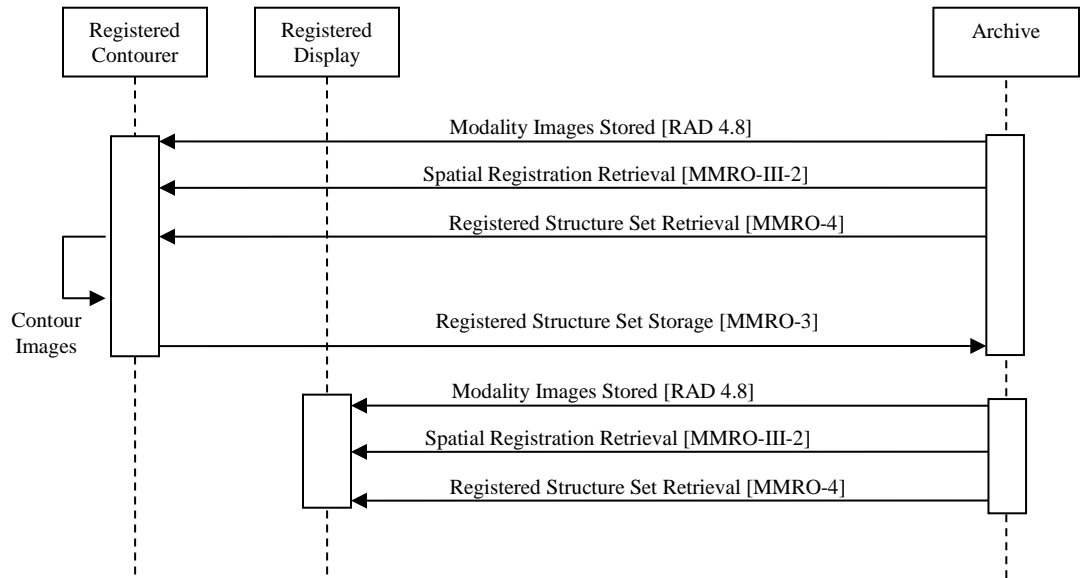 Registered
Contourer
Registered
Display
Archive
Modality Images Stored [RAD 4.8]
Spatial Registration Retrieval [MMRO-III-2]
Registered Structure Set Retrieval [MMRO-4]
Contour
Images
Registered Structure Set Storage [MMRO-3]
Modality Images Stored [RAD 4.8]
Spatial Registration Retrieval [MMRO-III-2]
Registered Structure Set Retrieval [MMRO-4]